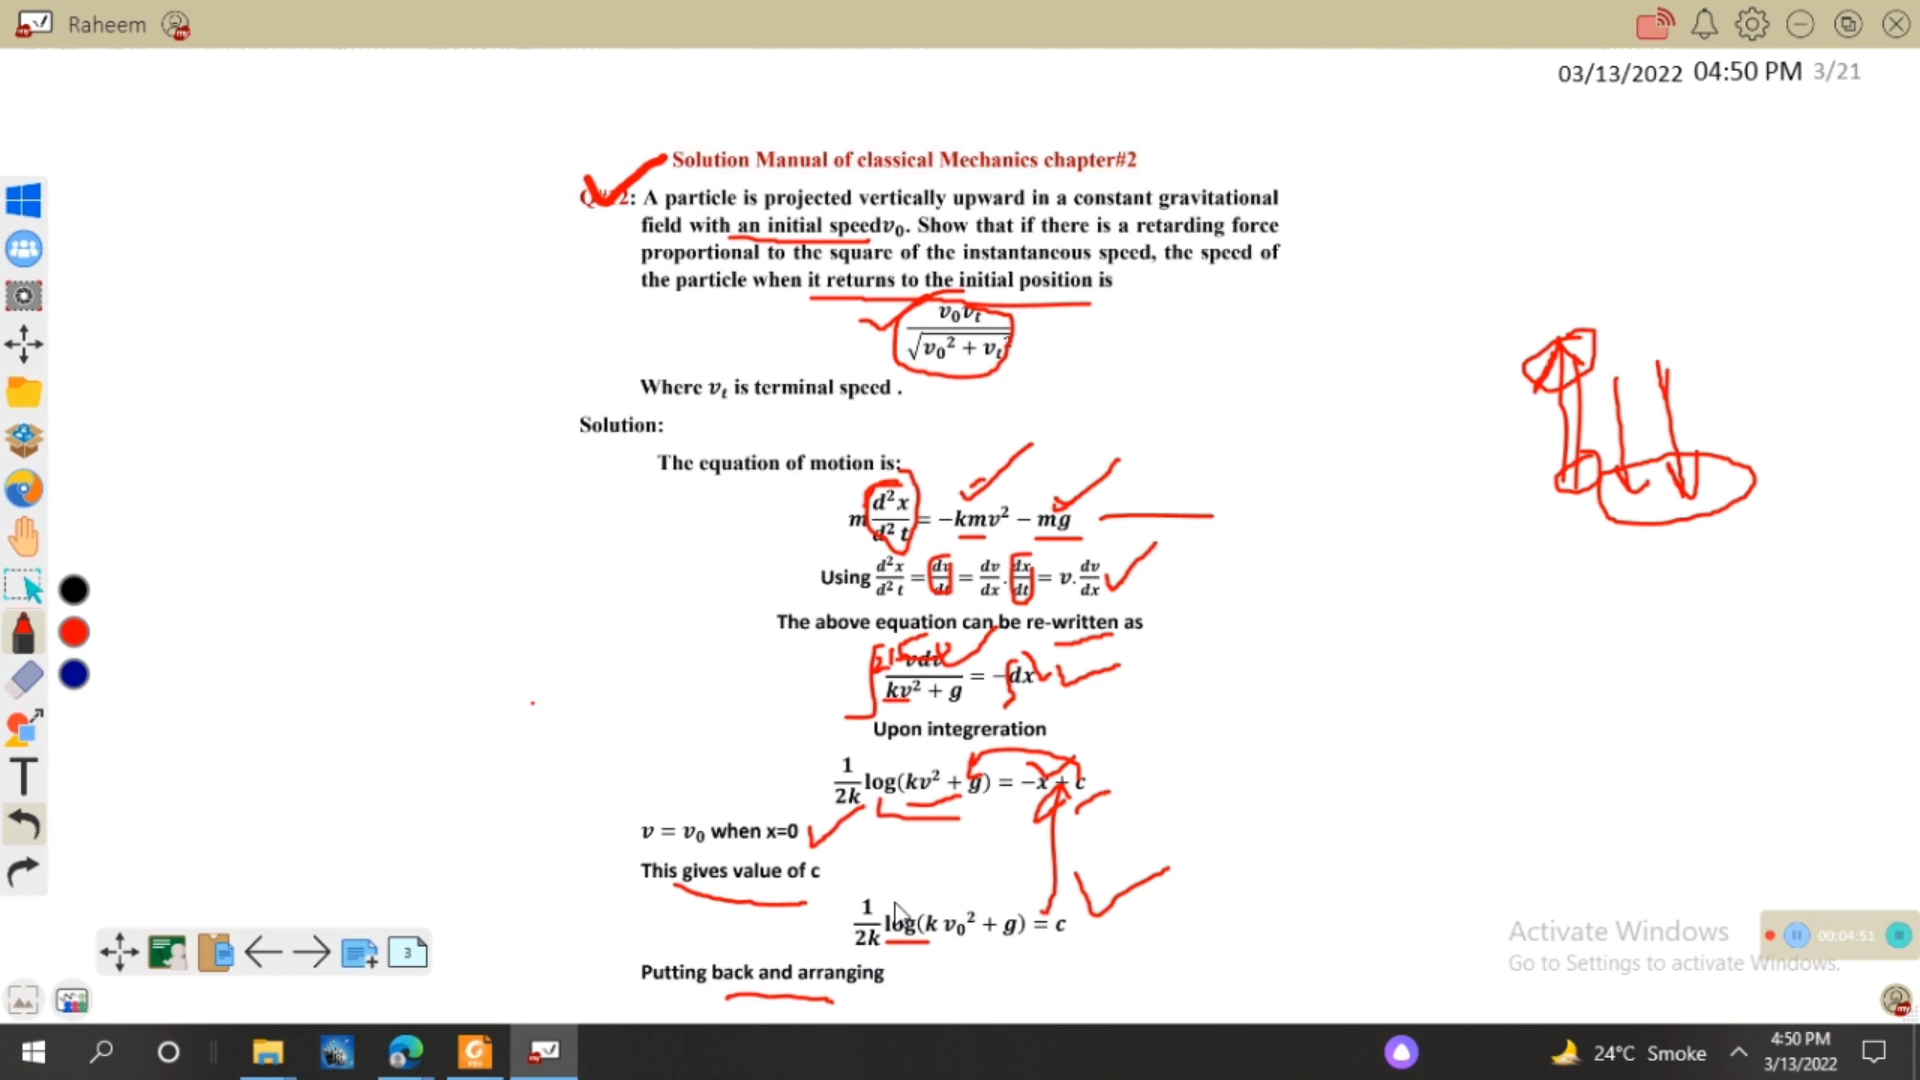 Raheem
03/13/2022 04:50 PM 3/21
Solution Manual of classical Mechanics chapter#2
2: A particle is projected vertically upward in a constant gravitational
field with an initial speedv₀. Show that if there is a retarding force
proportional to the square of the instantaneous speed, the speed of
the particle when it returns to the initial position is
v₀vₜ
√v₀² + vₜ²
Where vₜ is terminal speed .
Solution:
The equation of motion is:
m d²x/d²t = −kmv² − mg
Using d²x/d²t = dv/dt = dv/dx . dx/dt = v. dv/dx
The above equation can be re-written as
vdv/kv² + g = −dx
Upon integreration
1/2k log(kv² + g) = −x + c
v = v₀ when x=0
This gives value of c
1/2k log(k v₀² + g) = c
Putting back and arranging
T
3
Activate Windows
Go to Settings to activate Windows.
00:04:51
24°C Smoke
4:50 PM
3/13/2022